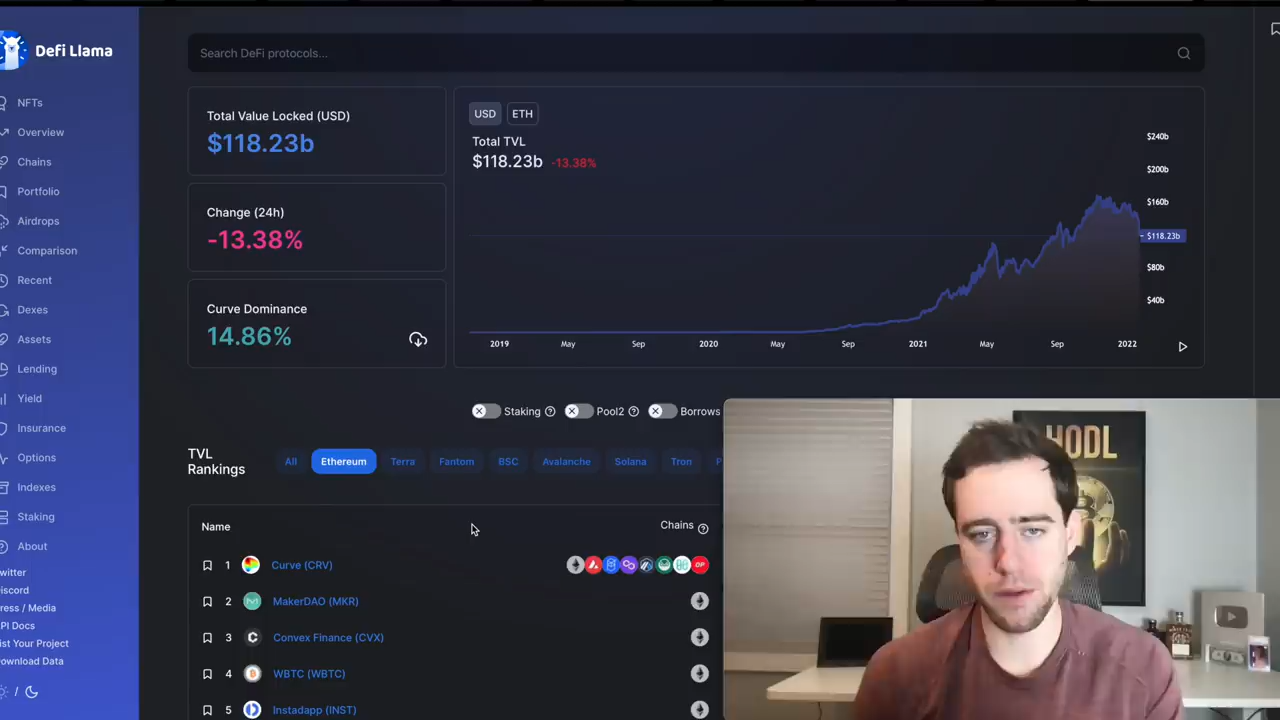 Defi Llama
NFTs
Overview
Chains
Portfolio
Airdrops
Comparison
Recent
Dexes
Assets
Lending
Yield
Insurance
Options
Indexes
Staking
About
witter
iscord
ress / Media
PI Docs
ist Your Project
ownload Data
/
Search DeFi protocols...
Total Value Locked (USD)
$118.23b
Change (24h)
-13.38%
Curve Dominance
14.86%
USD ETH
Total TVL
$118.23b -13.38%
$240b
$200b
$160b
$118.23b
$80b
$40b
2019 May Sep 2020 May Sep 2021 May Sep 2022
Staking Pool2 Borrows
TVL
Rankings
All Ethereum Terra Fantom BSC Avalanche Solana Tron P
Name Chains
1 Curve (CRV)
OP
2 MakerDAO (MKR)
3 Convex Finance (CVX)
4 WBTC (WBTC)
5 Instadapp (INST)
HODL